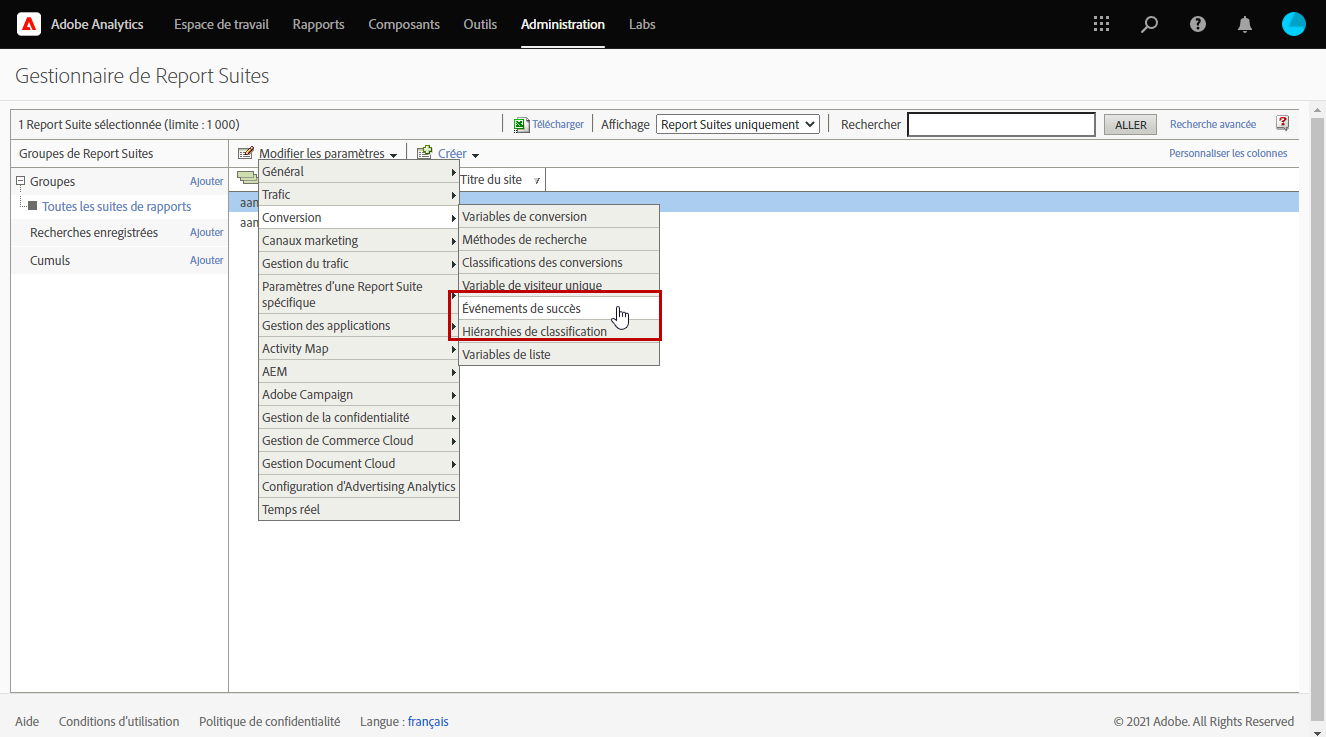 Adobe Analytics Espace de travail Rapports Composants Outils Administration Labs
Gestionnaire de Report Suites
1 Report Suite sélectionnée (limite : 1 000) Télécharger Affichage Report Suites uniquement Rechercher ALLER Recherche avancée
Groupes de Report Suites Modifier les paramètres Créer Personnaliser les colonnes
Groupes Ajouter
Toutes les suites de rapports
Recherches enregistrées Ajouter
Cumuls Ajouter
Titre du site
Général
Trafic
Conversion
Canaux marketing
Gestion du trafic
Paramètres d'une Report Suite
spécifique
Gestion des applications
Activity Map
AEM
Adobe Campaign
Gestion de la confidentialité
Gestion de Commerce Cloud
Gestion Document Cloud
Configuration d'Advertising Analytics
Temps réel
Variables de conversion
Méthodes de recherche
Classifications des conversions
Variable de visiteur unique
Événements de succès
Hiérarchies de classification
Variables de liste
Aide Conditions d'utilisation Politique de confidentialité Langue : français © 2021 Adobe. All Rights Reserved